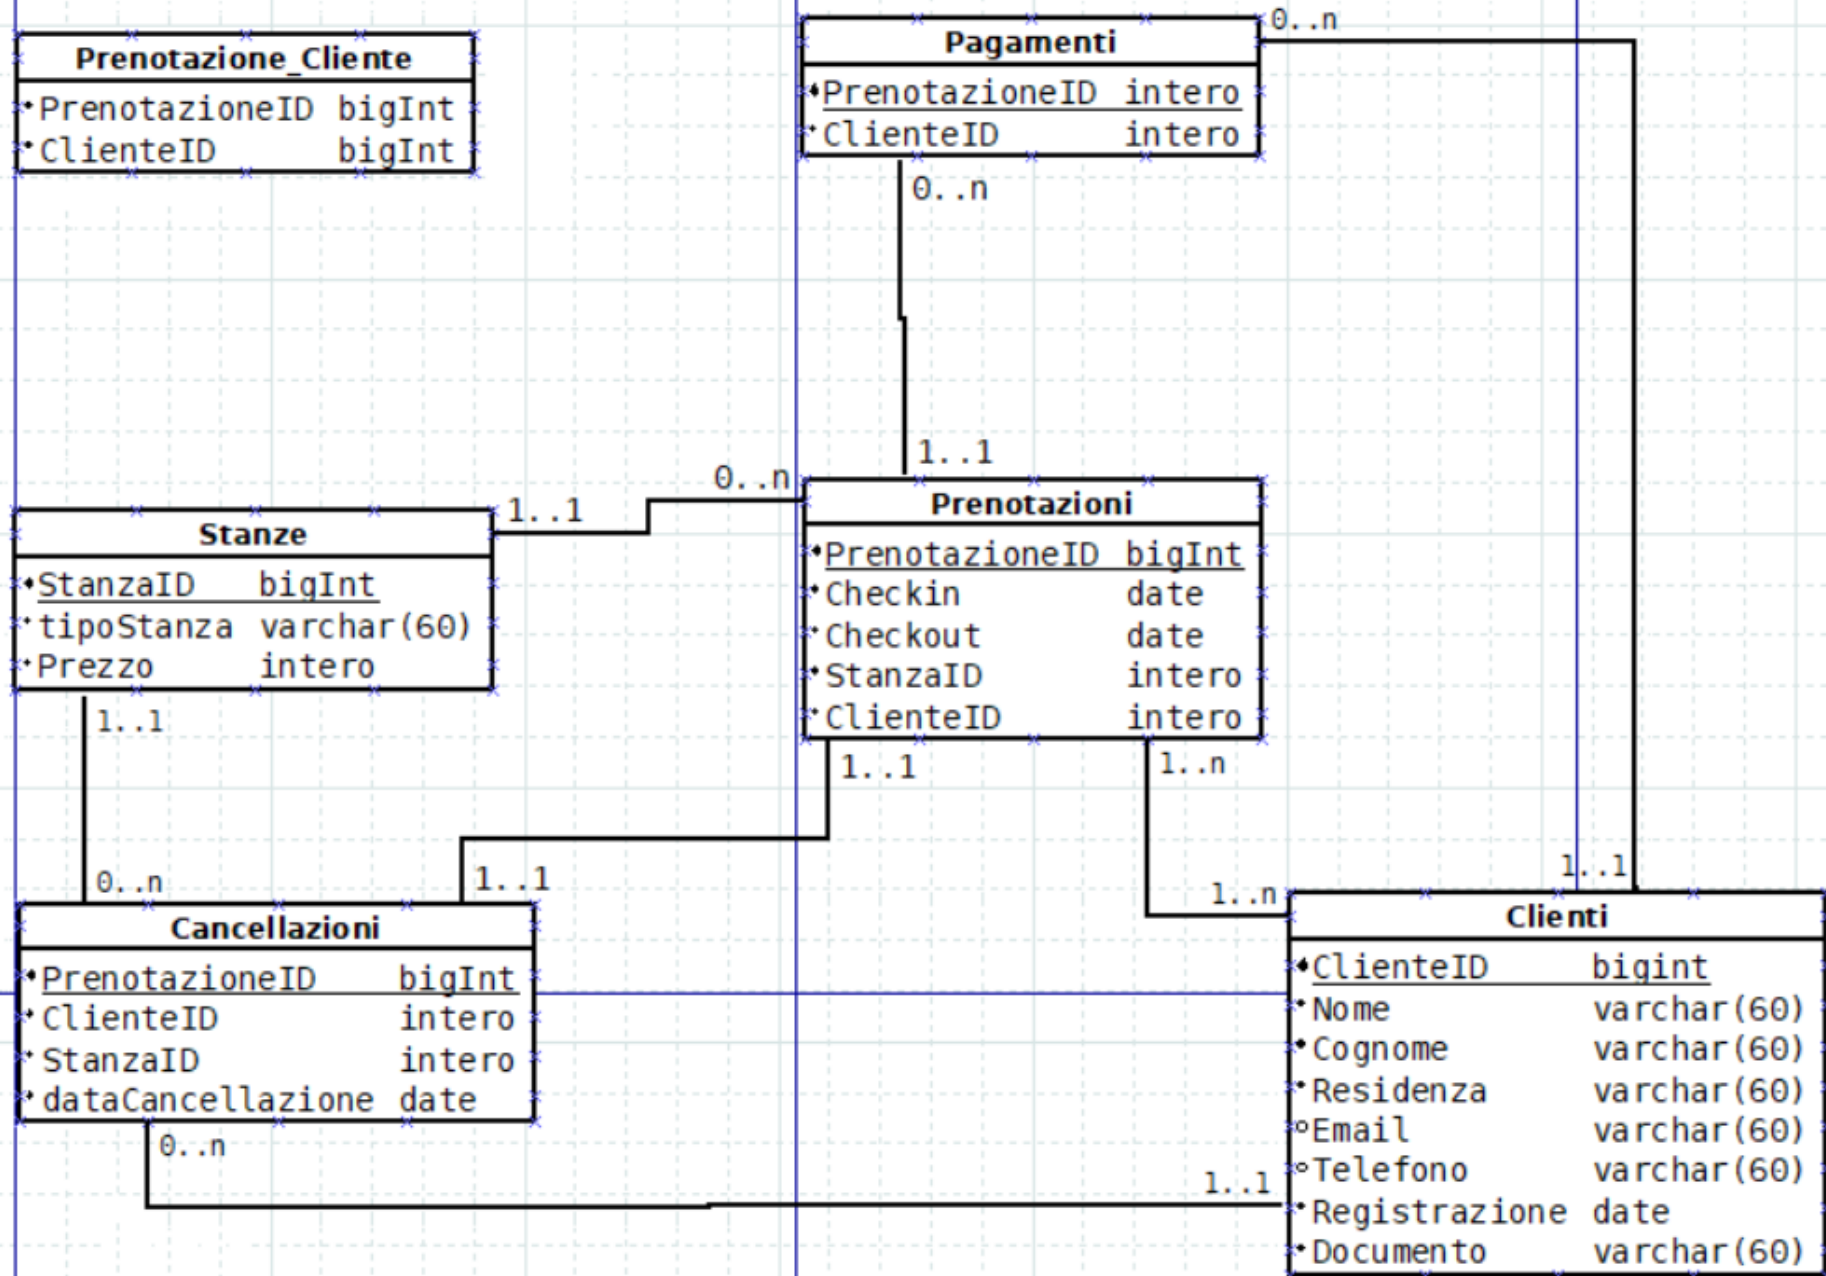 Prenotazione_Cliente
PrenotazioneID bigInt
ClienteID bigInt
Pagamenti
PrenotazioneID intero
ClienteID intero
0..n
0..n
1..1
0..n
1..1
Stanze
StanzaID bigInt
tipoStanza varchar(60)
Prezzo intero
Prenotazioni
PrenotazioneID bigInt
Checkin date
Checkout date
StanzaID intero
ClienteID intero
1..1
1..1
1..n
0..n
1..1
1..n
1..1
Cancellazioni
PrenotazioneID bigInt
ClienteID intero
StanzaID intero
dataCancellazione date
0..n
1..1
Clienti
ClienteID bigint
Nome varchar(60)
Cognome varchar(60)
Residenza varchar(60)
Email varchar(60)
Telefono varchar(60)
Registrazione date
Documento varchar(60)